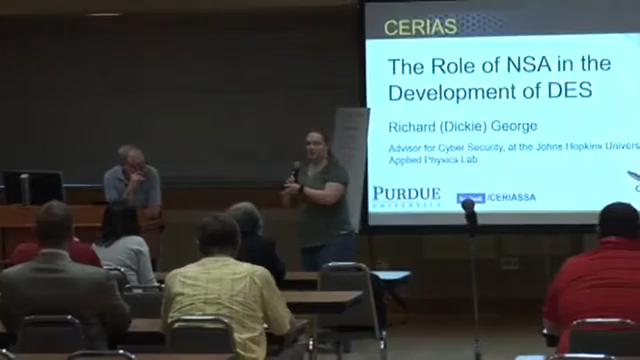 CERIAS
The Role of NSA in the
Development of DES
Richard (Dickie) George
Advisor for Cyber Security, at the Johns Hopkins
Applied Physics Lab
PURDUE
UNIVERSITY
/CERIASSA